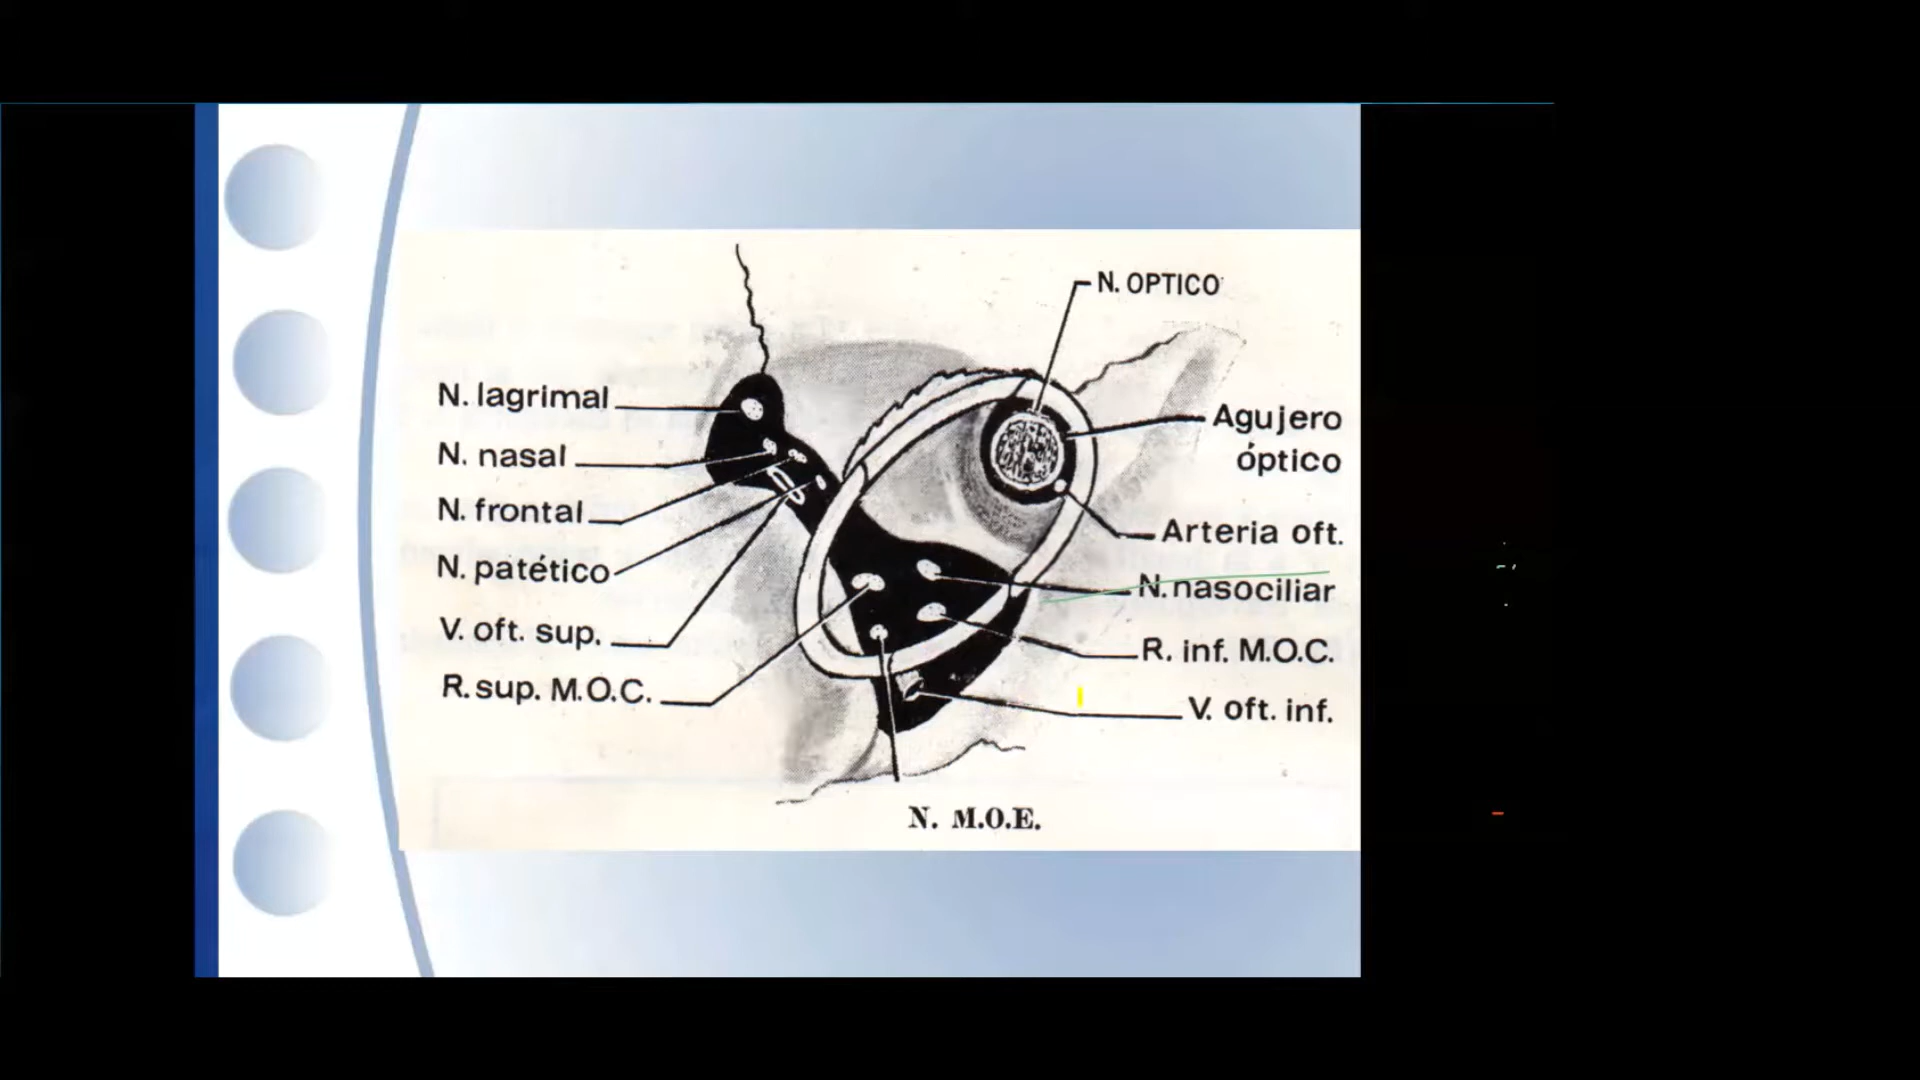 N. OPTICO
N. lagrimal
N. nasal
N. frontal
N. patético
V. oft. sup.
R. sup. M.O.C.
Agujero
óptico
Arteria oft.
N. nasociliar
R. inf. M.O.C.
V. oft. inf.
N. M.O.E.